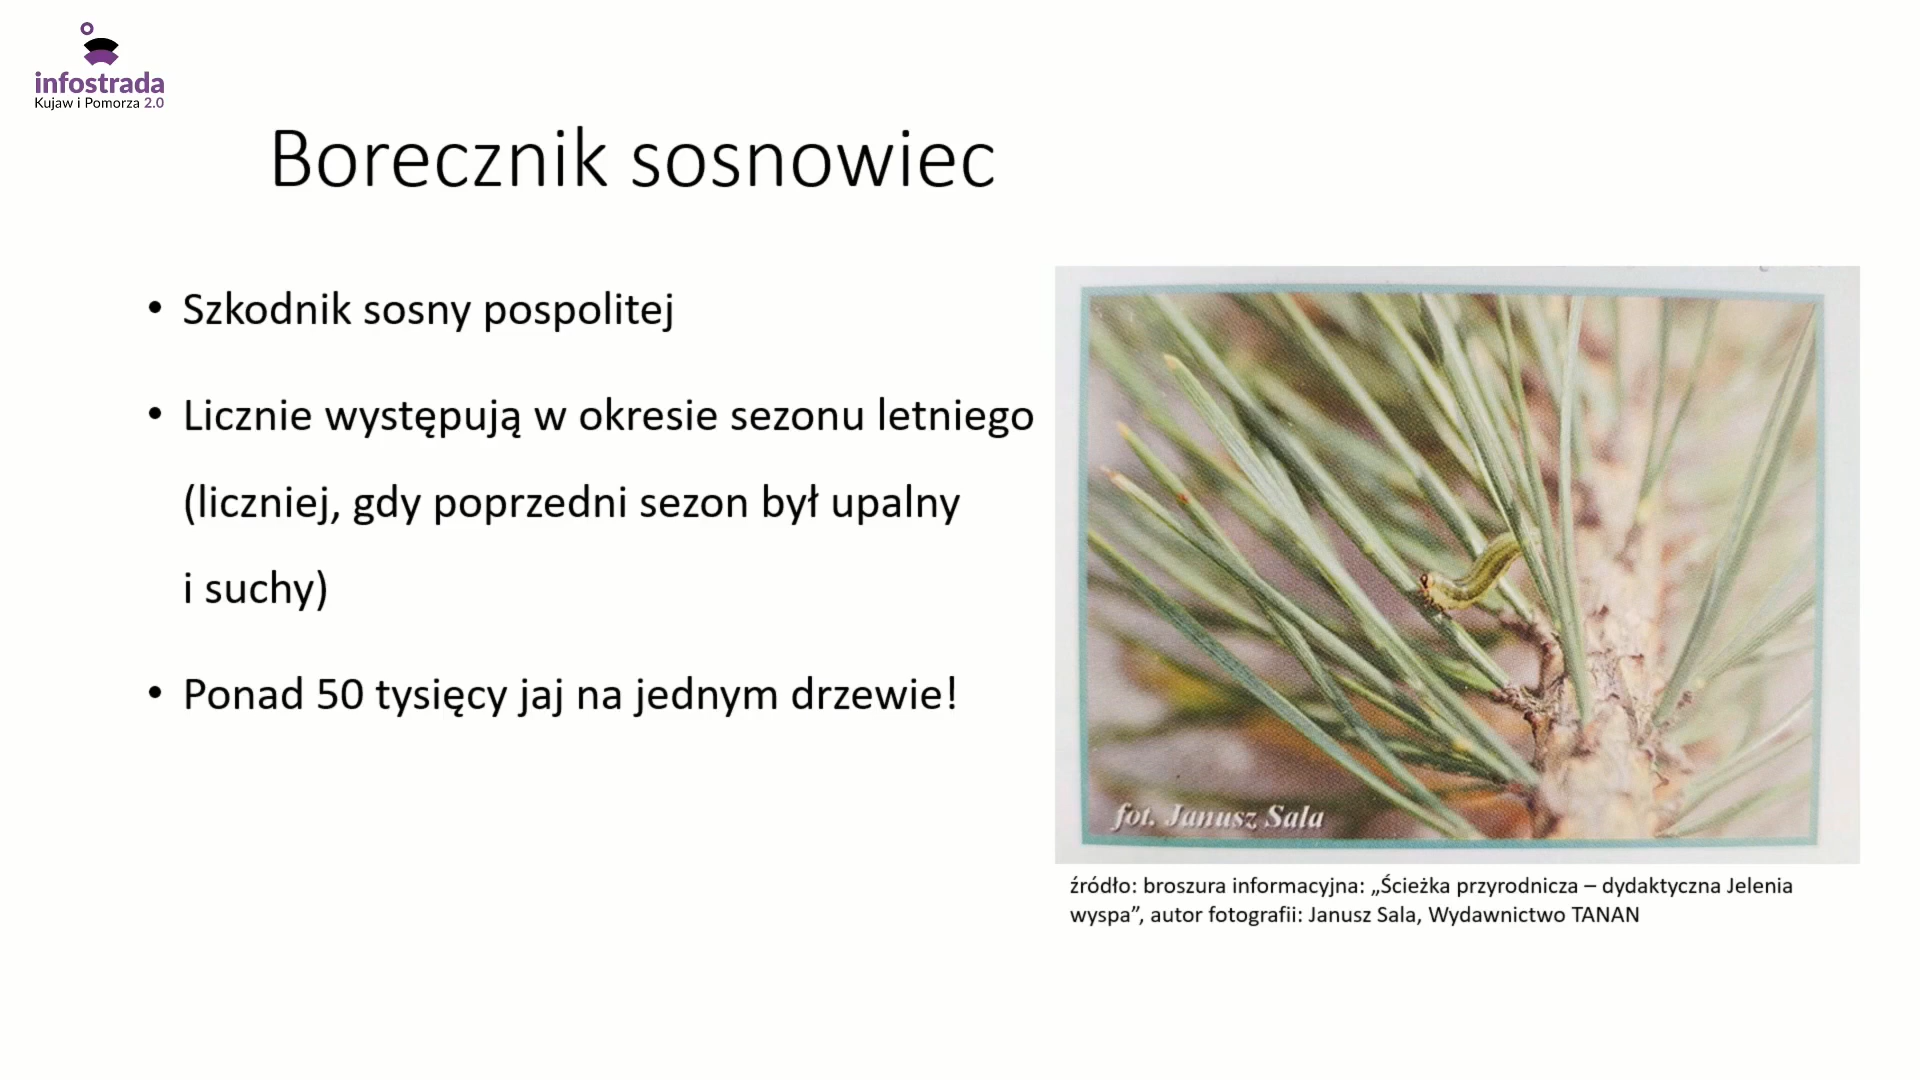 infostrada
Kujaw i Pomorza 2.0
Borecznik sosnowiec
• Szkodnik sosny pospolitej
• Licznie występują w okresie sezonu letniego
(liczniej, gdy poprzedni sezon był upalny
i suchy)
• Ponad 50 tysięcy jaj na jednym drzewie!
fot. Janusz Sala
źródło: broszura informacyjna: „Ścieżka przyrodnicza – dydaktyczna Jelenia
wyspa”, autor fotografii: Janusz Sala, Wydawnictwo TANAN